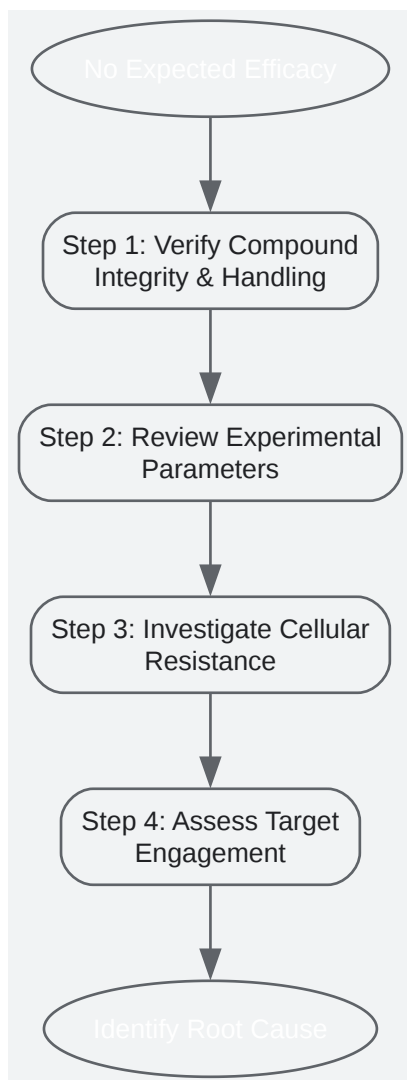 No Expected Efficacy
Step 1: Verify Compound
Integrity & Handling
Step 2: Review Experimental
Parameters
Step 3: Investigate Cellular
Resistance
Step 4: Assess Target
Engagement
Identify Root Cause